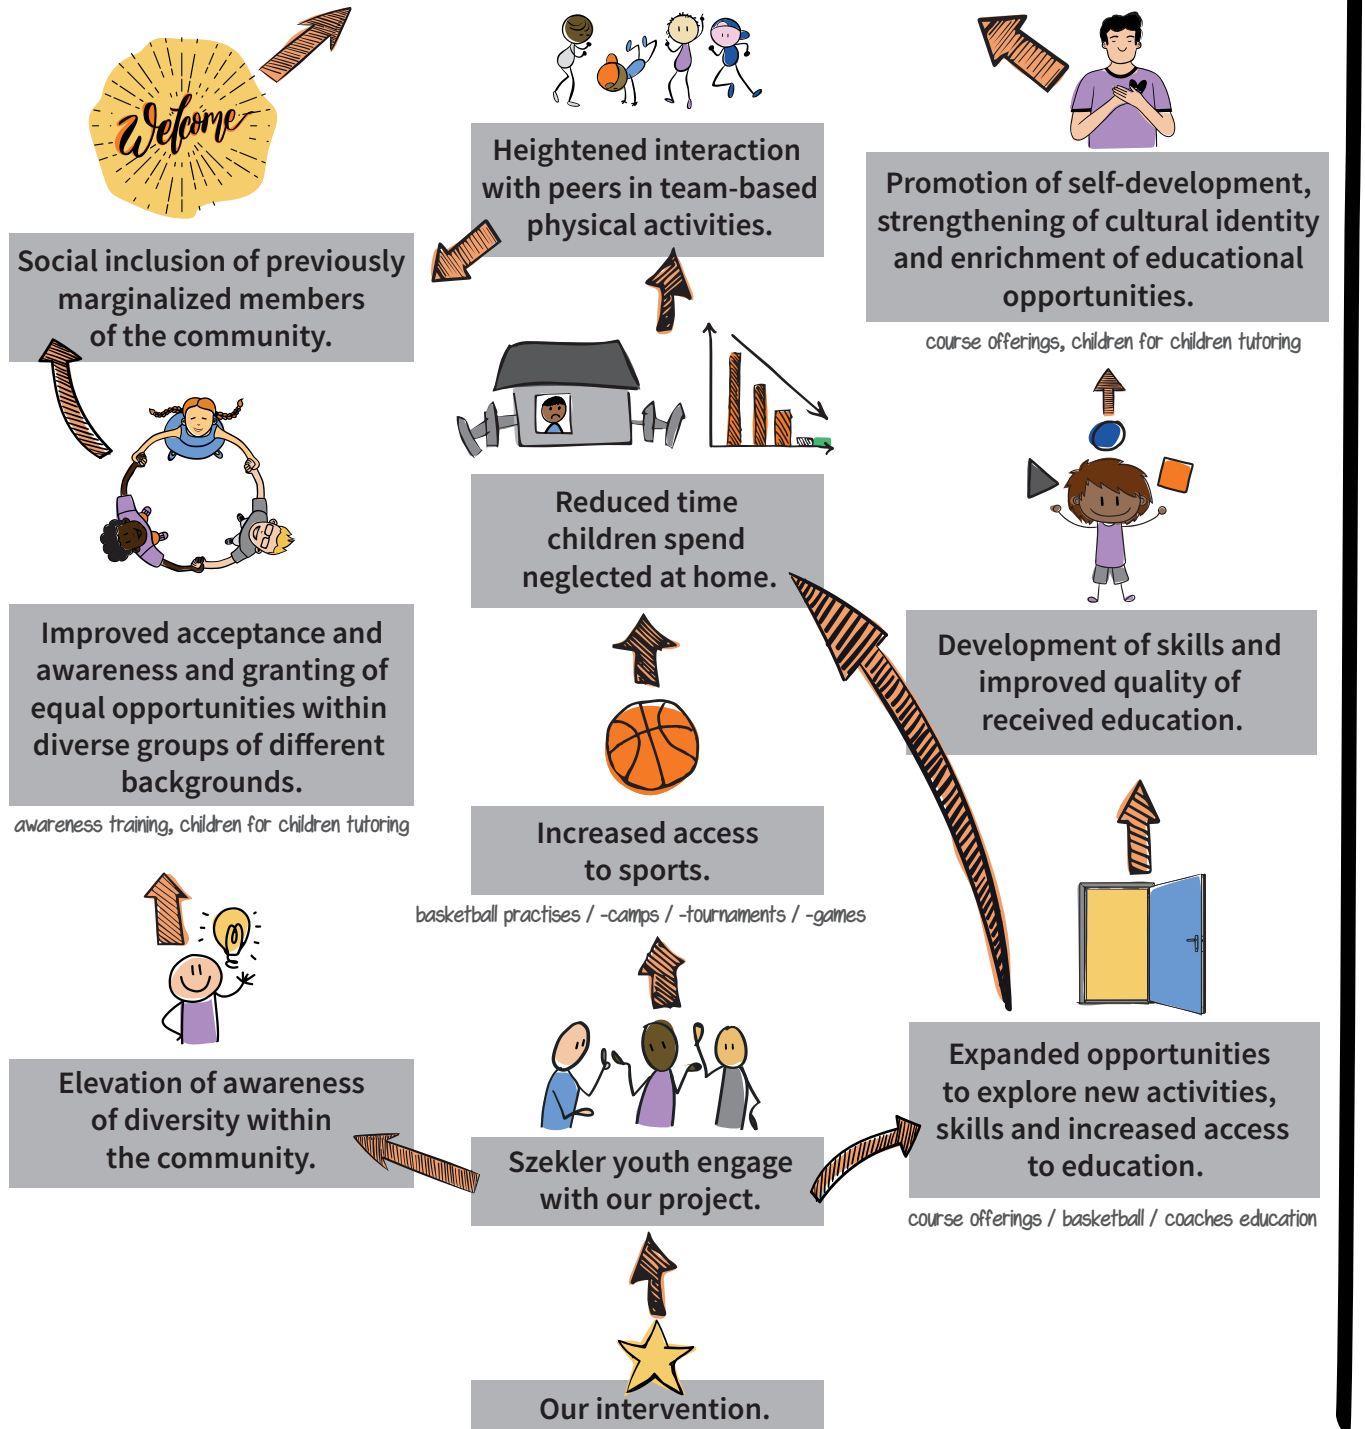 Welcome
Heightened interaction
with peers in team-based
physical activities.
Promotion of self-development,
strengthening of cultural identity
and enrichment of educational
opportunities.
course offerings, children for children tutoring
Social inclusion of previously
marginalized members
of the community.
Reduced time
children spend
neglected at home.
Improved acceptance and
awareness and granting of
equal opportunities within
diverse groups of different
backgrounds.
awareness training, children for children tutoring
Development of skills and
improved quality of
received education.
Increased access
to sports.
basketball practises / -camps / -tournaments / -games
Elevation of awareness
of diversity within
the community.
Szekler youth engage
with our project.
Expanded opportunities
to explore new activities,
skills and increased access
to education.
course offerings / basketball / coaches education
Our intervention.